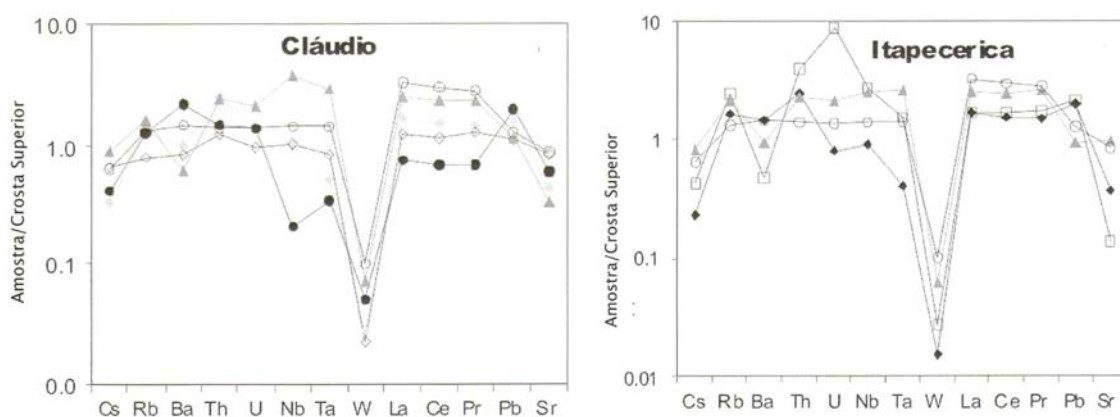 Cláudio
Amostra/Crosta Superior
10.0
1.0
0.1
0.0
Cs Rb Ba Th U Nb Ta W La Ce Pr Pb Sr
Itapecerica
Amostra/Crosta Superior
10
1
0.1
0.01
Cs Rb Ba Th U Nb Ta W La Ce Pr Pb Sr